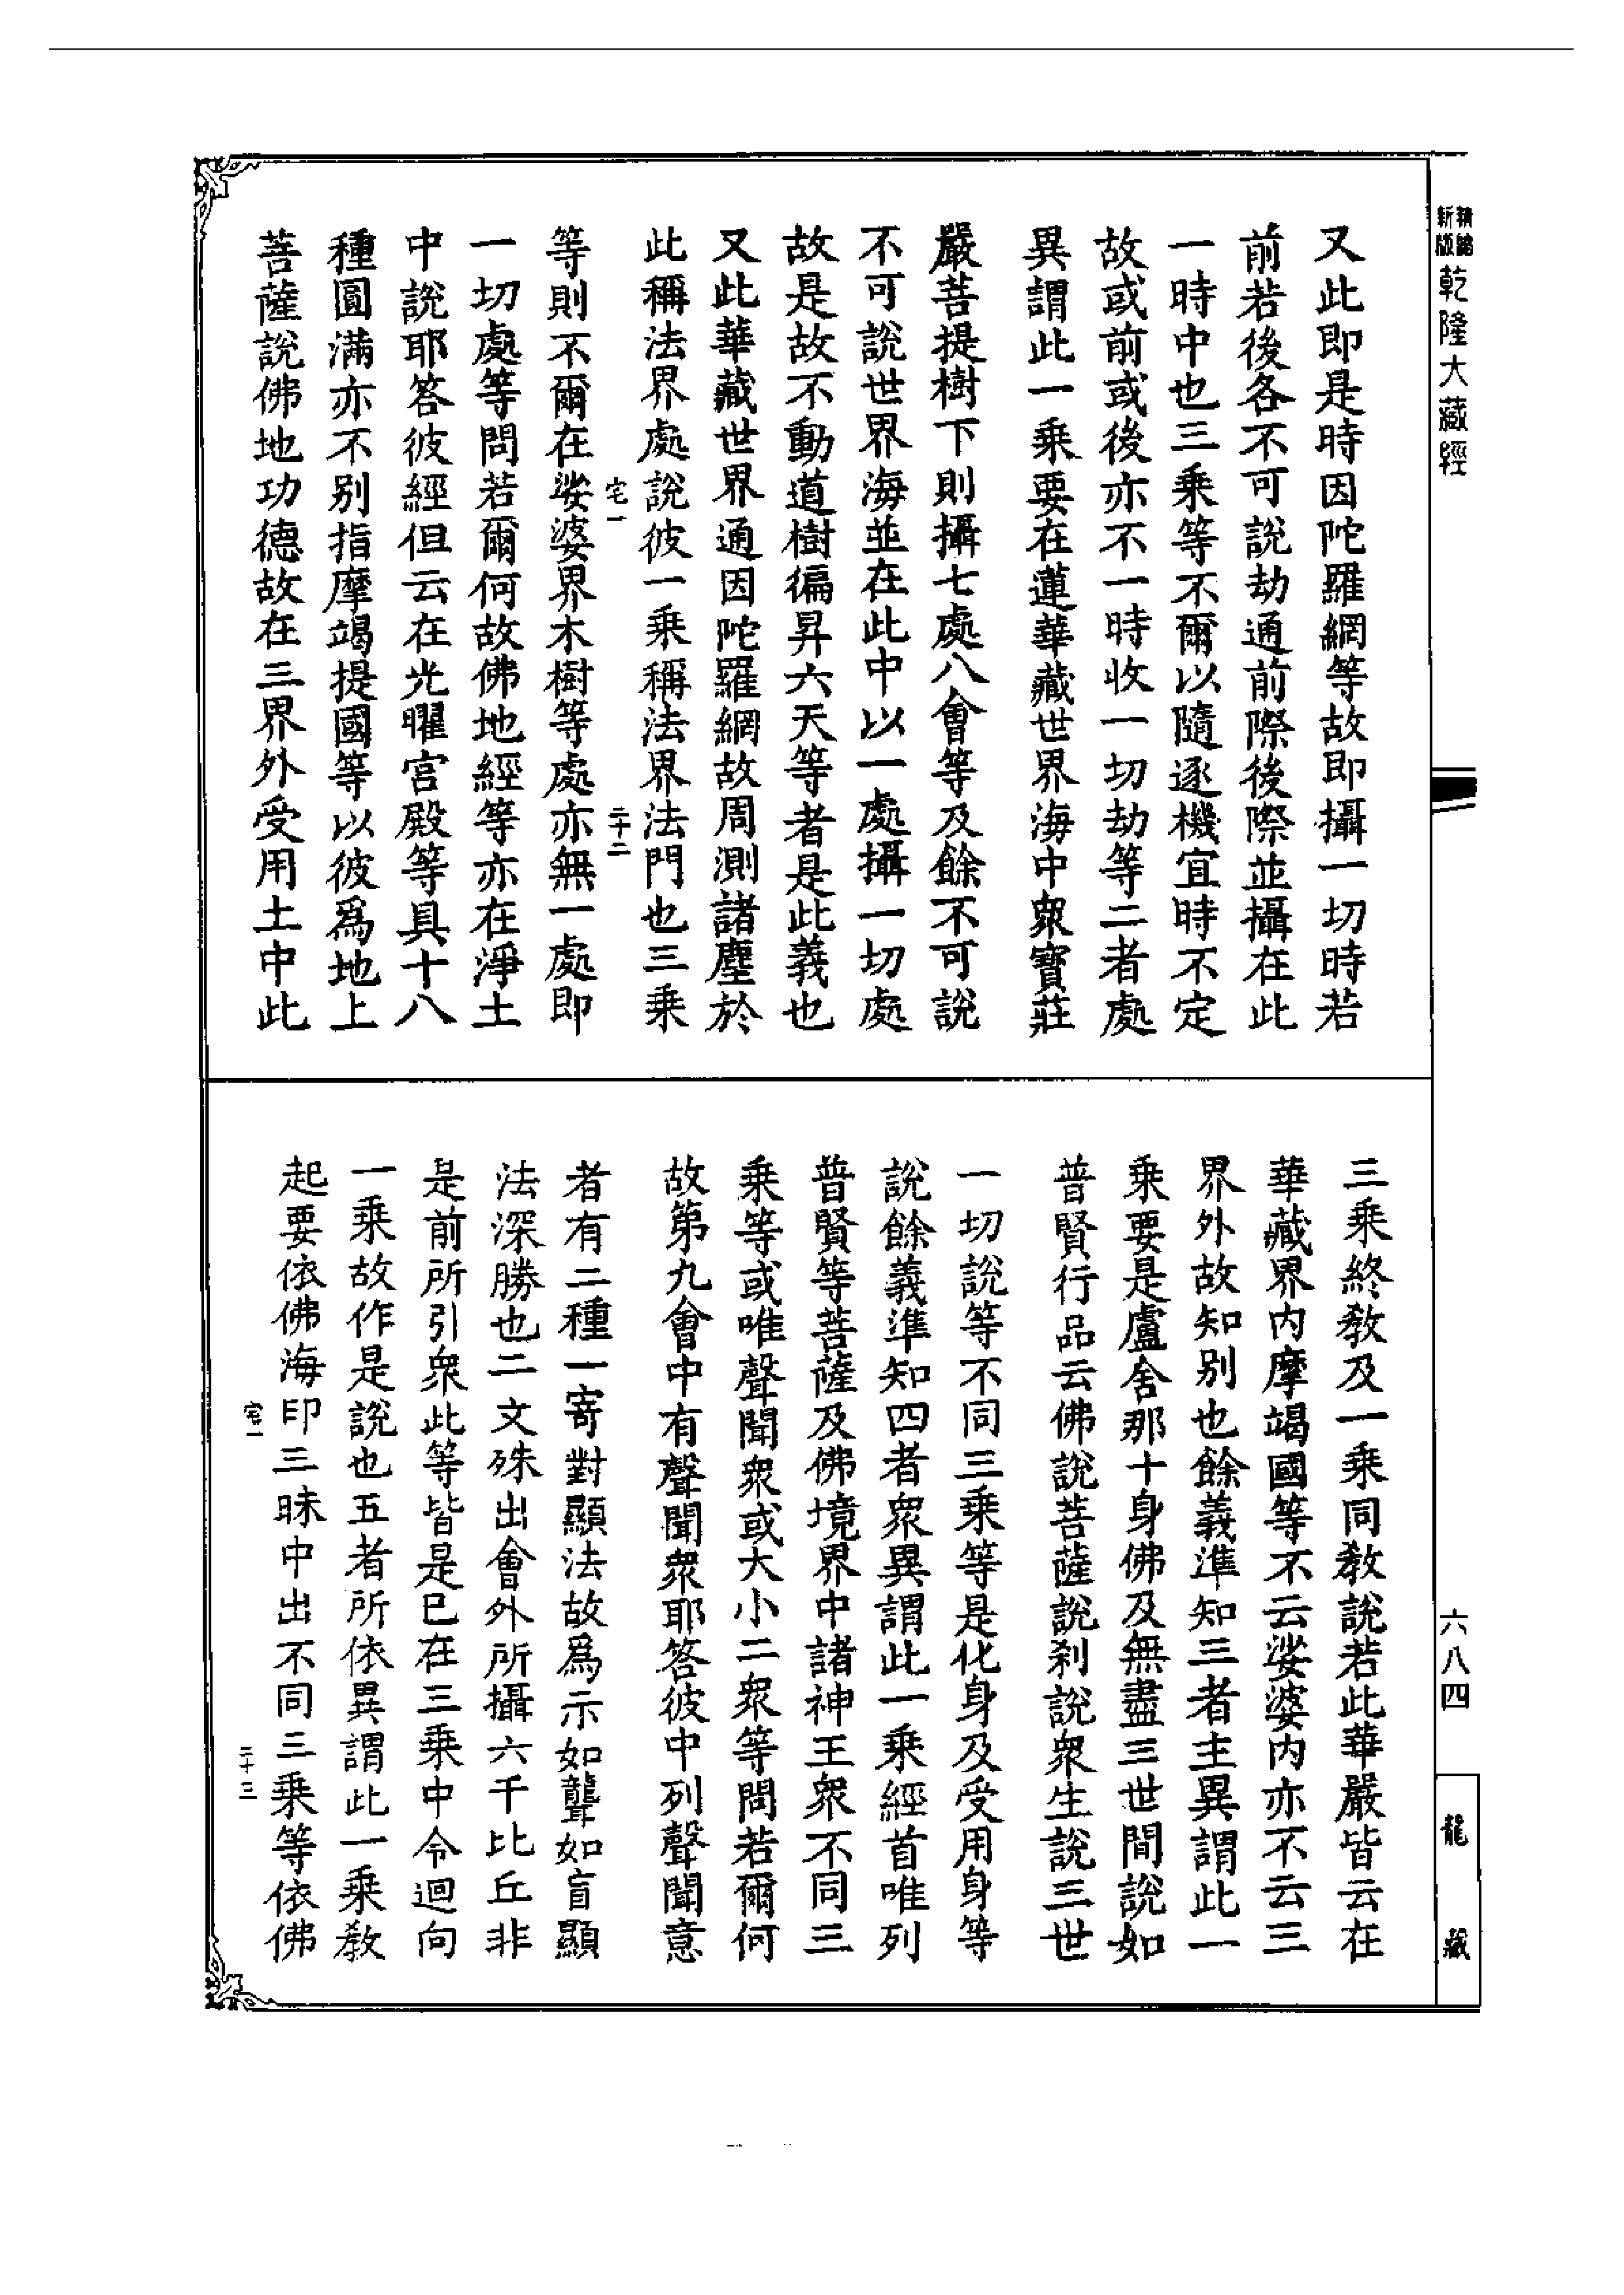 新版
精縮
乾隆大藏經
又此即是時因陀羅網等故即攝一切時若
前若後各不可說劫通前際後際並攝在此
一時中也三乘等不爾以隨逐機宜時不定
故或前或後亦不一時收一切劫等二者處
異謂此一乘要在蓮華藏世界海中眾寶莊
嚴菩提樹下則攝七處八會等及餘不可說
不可說世界海並在此中以一處攝一切處
故是故不動道樹徧昇六天等者是此義也
又此華藏世界通因陀羅網故周測諸塵於
此稱法界處說彼一乘稱法界法門也三乘
宅一
二十二
等則不爾在娑婆界木樹等處亦無一處即
一切處等問若爾何故佛地經等亦在淨土
中說耶答彼經但云在光曜宮殿等具十八
種圓滿亦不別指摩竭提國等以彼爲地上
菩薩說佛地功德故在三界外受用土中此
三乘終教及一乘同教說若此華嚴皆云在
華藏界內摩竭國等不云娑婆內亦不云三
界外故知別也餘義準知三者主異謂此一
乘要是盧舍那十身佛及無盡三世間說如
普賢行品云佛說菩薩說剎說眾生說三世
一切說等不同三乘等是化身及受用身等
說餘義準知四者眾異謂此一乘經首唯列
普賢等菩薩及佛境界中諸神王眾不同三
乘等或唯聲聞眾或大小二眾等問若爾何
故第九會中有聲聞眾耶答彼中列聲聞意
者有二種一寄對顯法故爲示如聾如盲顯
法深勝也二文殊出會外所攝六千比丘非
是前所引眾此等皆是已在三乘中令迴向
一乘故作是說也五者所依異謂此一乘教
起要依佛海印三昧中出不同三乘等依佛
宅一
二十三
六八四
龍藏